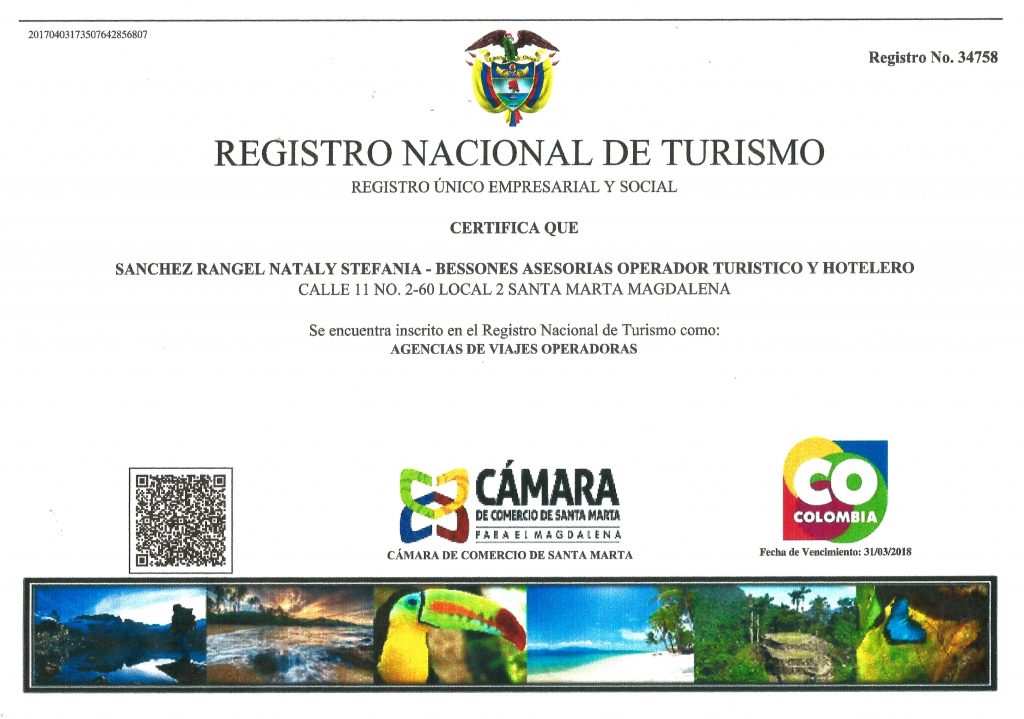 20170403173507642856807
Registro No. 34758
REGISTRO NACIONAL DE TURISMO
REGISTRO ÚNICO EMPRESARIAL Y SOCIAL
CERTIFICA QUE
SANCHEZ RANGEL NATALY STEFANIA - BESSONES ASESORIAS OPERADOR TURISTICO Y HOTELERO
CALLE 11 NO. 2-60 LOCAL 2 SANTA MARTA MAGDALENA
Se encuentra inscrito en el Registro Nacional de Turismo como:
AGENCIAS DE VIAJES OPERADORAS
CÁMARA
DE COMERCIO DE SANTA MARTA
PARA EL MAGDALENA
CÁMARA DE COMERCIO DE SANTA MARTA
CO
COLOMBIA
Fecha de Vencimiento: 31/03/2018